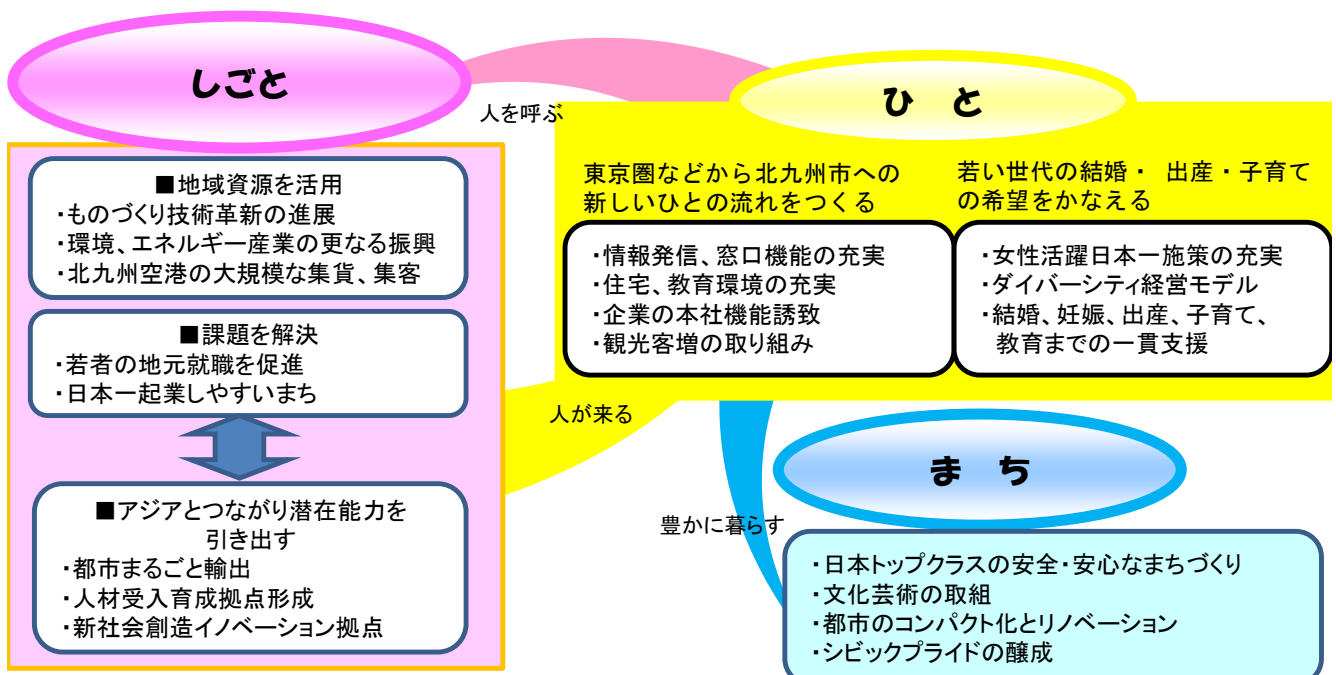 しごと
■地域資源を活用
・ものづくり技術革新の進展
・環境、エネルギー産業の更なる振興
・北九州空港の大規模な集貨、集客
■課題を解決
・若者の地元就職を促進
・日本一起業しやすいまち
■アジアとつながり潜在能力を
引き出す
・都市まるごと輸出
・人材受入育成拠点形成
・新社会創造イノベーション拠点
人を呼ぶ
ひ と
東京圏などから北九州市への
新しいひとの流れをつくる
・情報発信、窓口機能の充実
・住宅、教育環境の充実
・企業の本社機能誘致
・観光客増の取り組み
若い世代の結婚・ 出産・子育て
の希望をかなえる
・女性活躍日本一施策の充実
・ダイバーシティ経営モデル
・結婚、妊娠、出産、子育て、
教育までの一貫支援
人が来る
豊かに暮らす
ま ち
・日本トップクラスの安全・安心なまちづくり
・文化芸術の取組
・都市のコンパクト化とリノベーション
・シビックプライドの醸成